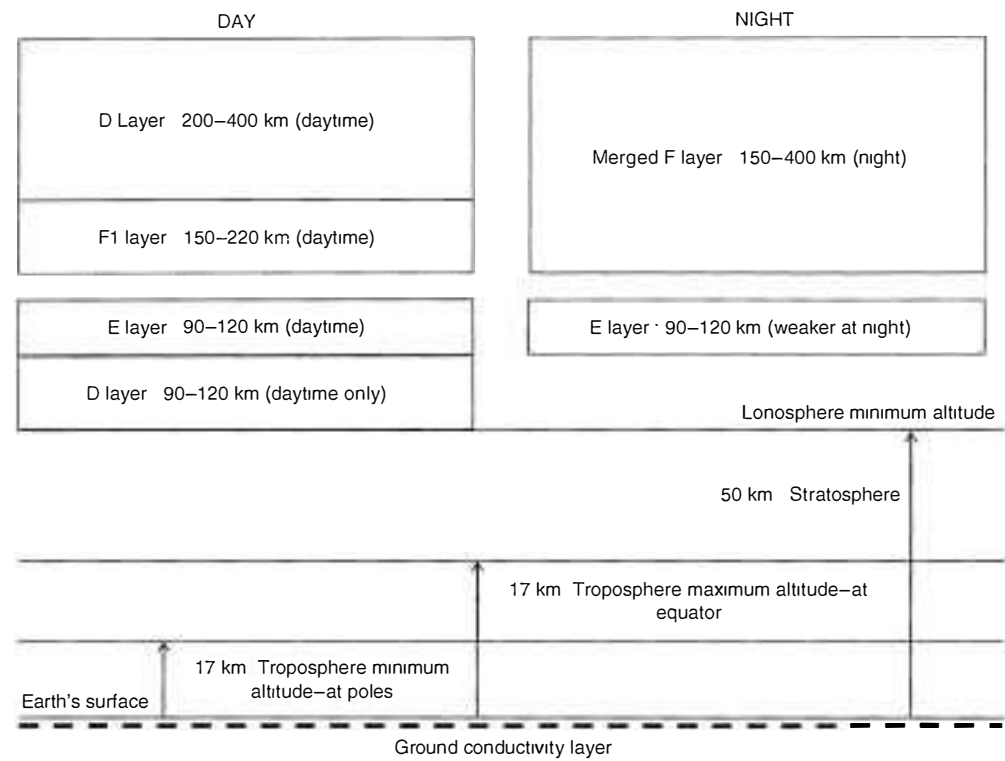 DAY
NIGHT
D Layer 200–400 km (daytime)
Merged F layer 150–400 km (night)
F1 layer 150–220 km (daytime)
E layer 90–120 km (daytime)
E layer · 90–120 km (weaker at night)
D layer 90–120 km (daytime only)
Lonosphere minimum altitude
50 km Stratosphere
17 km Troposphere maximum altitude–at
equator
17 km Troposphere minimum
altitude–at poles
Earth's surface
Ground conductivity layer